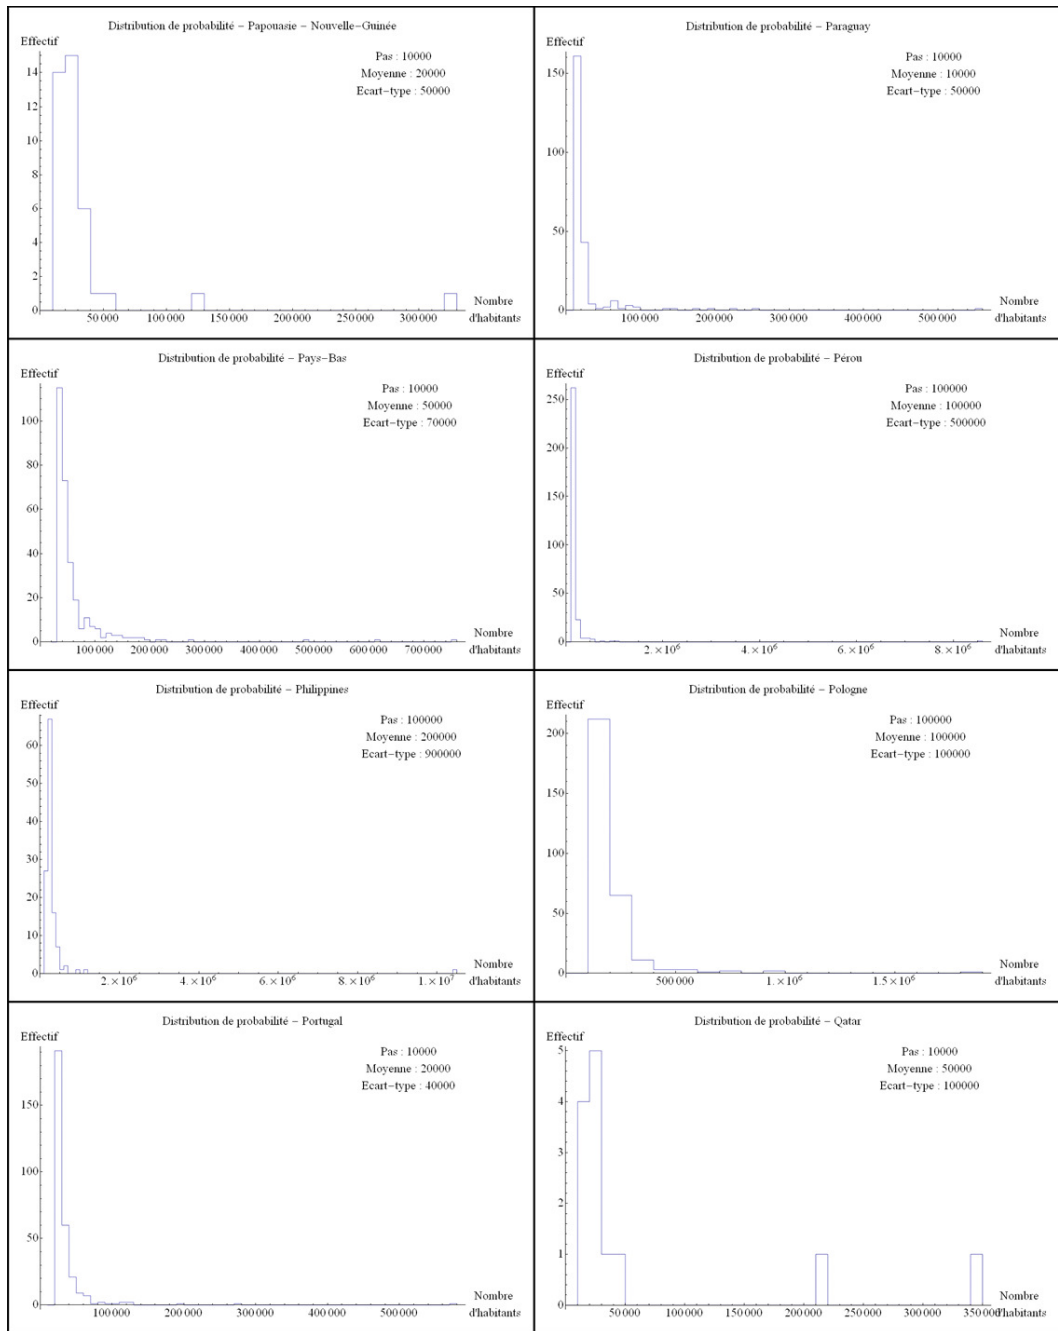 Distribution de probabilité − Papouasie − Nouvelle−Guinée
Effectif
Pas : 10000
Moyenne : 20000
Ecart−type : 50000
14
12
10
8
6
4
2
0
50 000 100 000 150 000 200 000 250 000 300 000
Nombre
d'habitants
Distribution de probabilité − Paraguay
Effectif
Pas : 10000
Moyenne : 10000
Ecart−type : 50000
150
100
50
0
100 000 200 000 300 000 400 000 500 000
Nombre
d'habitants
Distribution de probabilité − Pays−Bas
Effectif
Pas : 10000
Moyenne : 50000
Ecart−type : 70000
100
80
60
40
20
0
100 000 200 000 300 000 400 000 500 000 600 000 700 000
Nombre
d'habitants
Distribution de probabilité − Pérou
Effectif
Pas : 100000
Moyenne : 100000
Ecart−type : 500000
250
200
150
100
50
0
2. × 10⁶ 4. × 10⁶ 6. × 10⁶ 8. × 10⁶
Nombre
d'habitants
Distribution de probabilité − Philippines
Effectif
Pas : 100000
Moyenne : 200000
Ecart−type : 900000
60
50
40
30
20
10
0
2. × 10⁶ 4. × 10⁶ 6. × 10⁶ 8. × 10⁶ 1. × 10⁷
Nombre
d'habitants
Distribution de probabilité − Pologne
Effectif
Pas : 100000
Moyenne : 100000
Ecart−type : 100000
200
150
100
50
0
500 000 1. × 10⁶ 1.5 × 10⁶
Nombre
d'habitants
Distribution de probabilité − Portugal
Effectif
Pas : 10000
Moyenne : 20000
Ecart−type : 40000
150
100
50
0
100 000 200 000 300 000 400 000 500 000
Nombre
d'habitants
Distribution de probabilité − Qatar
Effectif
Pas : 10000
Moyenne : 50000
Ecart−type : 100000
5
4
3
2
1
0
50 000 100 000 150 000 200 000 250 000 300 000 350 000
Nombre
d'habitants